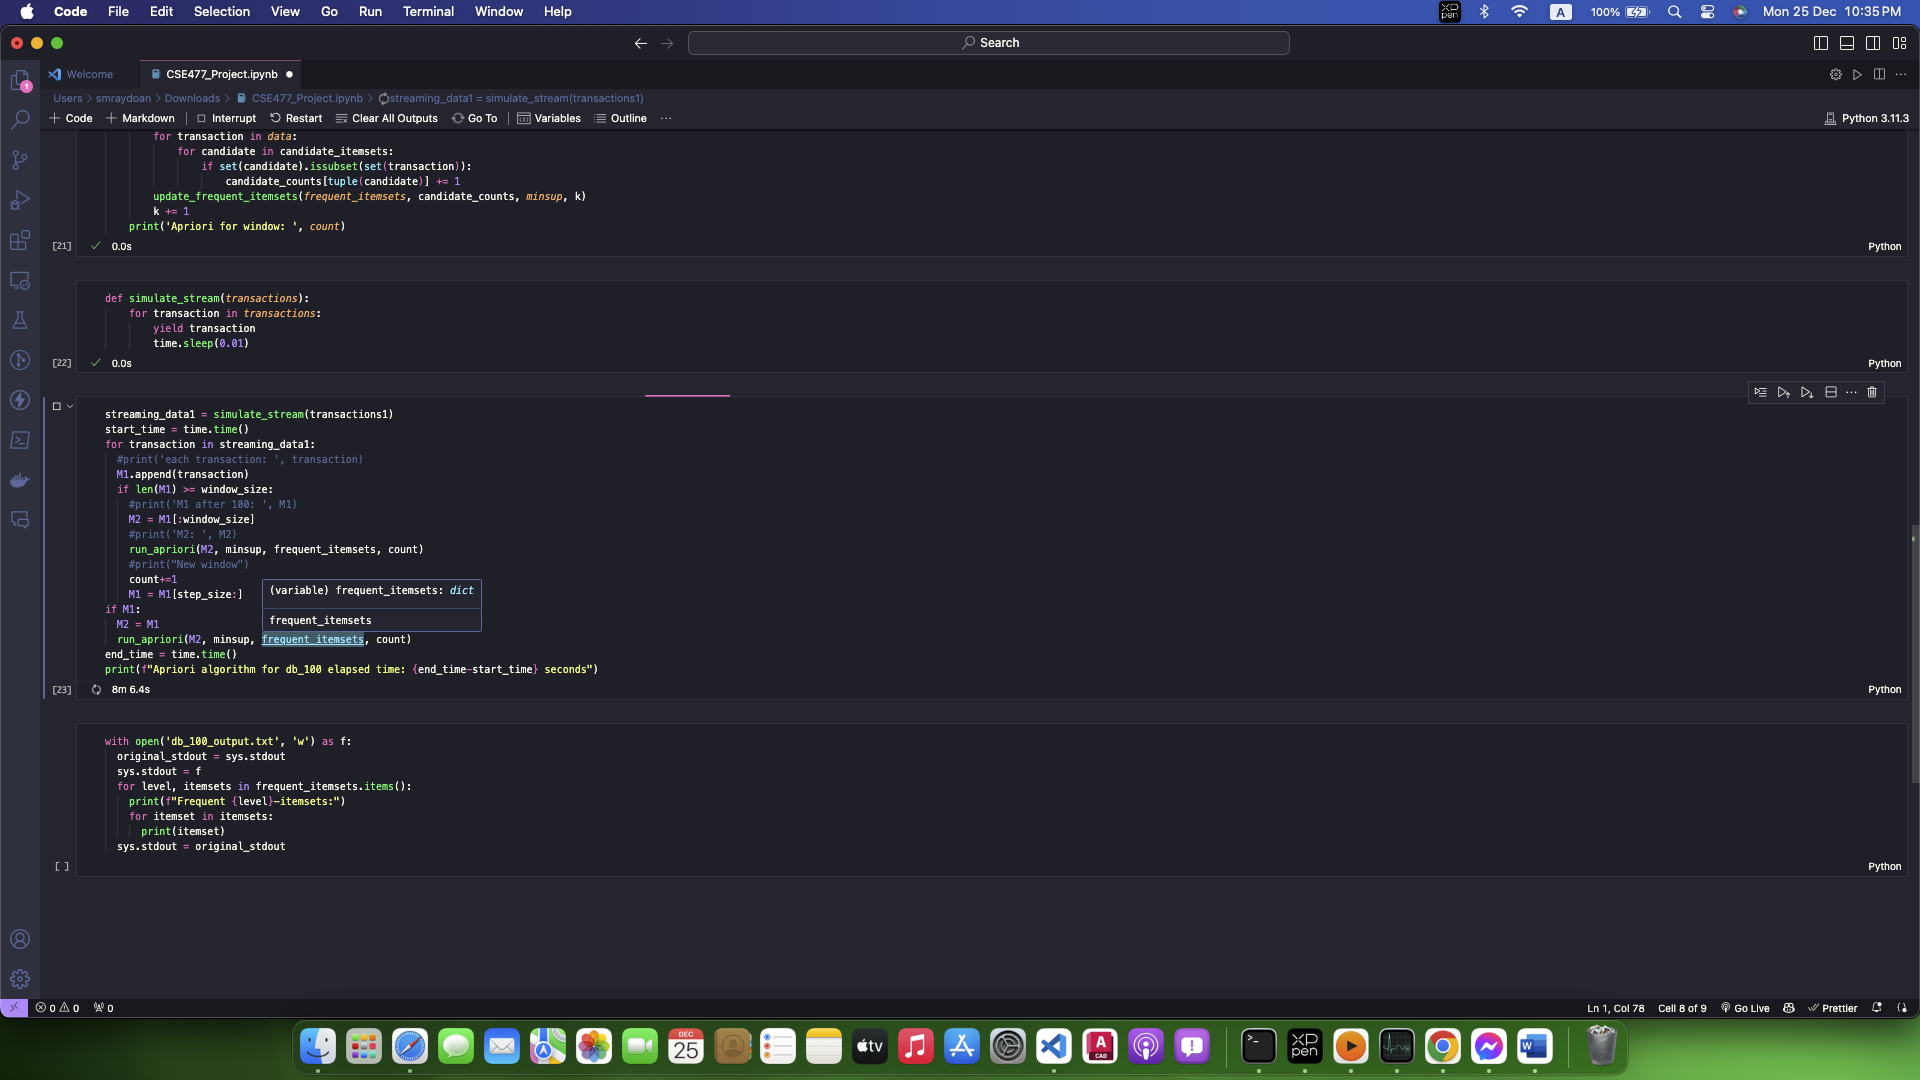 Code File Edit Selection View Go Run Terminal Window Help
XD pen A 100% Mon 25 Dec 10:35 PM
Search
Welcome CSE477_Project.ipynb
Users > smraydoan > Downloads > CSE477_Project.ipynb > streaming_data1 = simulate_stream(transactions1)
+ Code + Markdown Interrupt Restart Clear All Outputs Go To Variables Outline ...
Python 3.11.3
1
for transaction in data:
for candidate in candidate_itemsets:
if set(candidate).issubset(set(transaction)):
candidate_counts[tuple(candidate)] += 1
update_frequent_itemsets(frequent_itemsets, candidate_counts, minsup, k)
k += 1
print('Apriori for window: ', count)
[21] 0.0s Python
def simulate_stream(transactions):
for transaction in transactions:
yield transaction
time.sleep(0.01)
[22] 0.0s Python
streaming_data1 = simulate_stream(transactions1)
start_time = time.time()
for transaction in streaming_data1:
#print('each transaction: ', transaction)
M1.append(transaction)
if len(M1) >= window_size:
#print('M1 after 100: ', M1)
M2 = M1[:window_size]
#print('M2: ', M2)
run_apriori(M2, minsup, frequent_itemsets, count)
#print("New window")
count+=1
M1 = M1[step_size:]
(variable) frequent_itemsets: dict
frequent_itemsets
if M1:
M2 = M1
run_apriori(M2, minsup, frequent_itemsets, count)
end_time = time.time()
print(f"Apriori algorithm for db_100 elapsed time: {end_time-start_time} seconds")
[23] 8m 6.4s Python
with open('db_100_output.txt', 'w') as f:
original_stdout = sys.stdout
sys.stdout = f
for level, itemsets in frequent_itemsets.items():
print(f"Frequent {level}-itemsets:")
for itemset in itemsets:
print(itemset)
sys.stdout = original_stdout
[ ] Python
0 0 0
Ln 1, Col 78 Cell 8 of 9 Go Live Prettier
DEC
25
tv
A
CAD
XD
pen
W